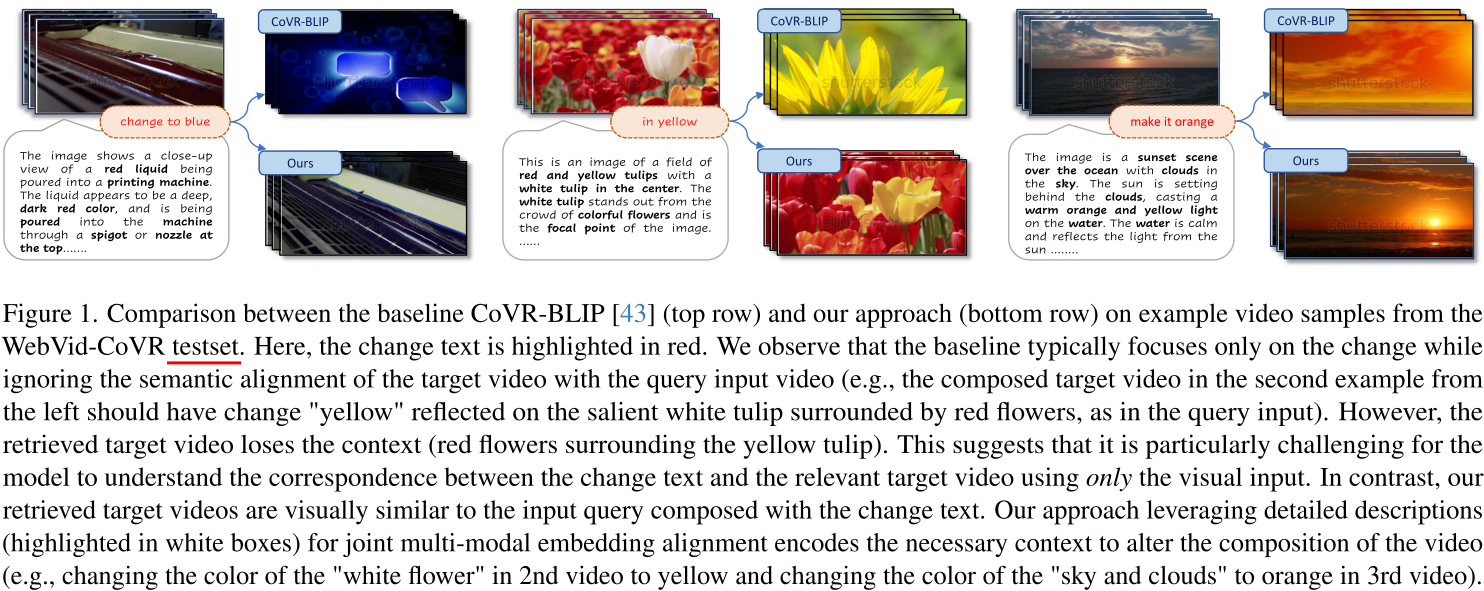 CoVR-BLIP
change to blue
The image shows a close-up
view of a red liquid being
poured into a printing machine.
The liquid appears to be a deep,
dark red color, and is being
poured into the machine
through a spigot or nozzle at
the top.......
Ours
CoVR-BLIP
in yellow
This is an image of a field of
red and yellow tulips with a
white tulip in the center. The
white tulip stands out from the
crowd of colorful flowers and is
the focal point of the image.
......
Ours
CoVR-BLIP
make it orange
The image is a sunset scene
over the ocean with clouds in
the sky. The sun is setting
behind the clouds, casting a
warm orange and yellow light
on the water. The water is calm
and reflects the light from the
sun ........
Ours
shutterstock
shutterstock
shutterstock
shutterstock
shutterstock
shutterstock
shutterstock
shutterstock
shutterstock
Figure 1. Comparison between the baseline CoVR-BLIP [43] (top row) and our approach (bottom row) on example video samples from the
WebVid-CoVR testset. Here, the change text is highlighted in red. We observe that the baseline typically focuses only on the change while
ignoring the semantic alignment of the target video with the query input video (e.g., the composed target video in the second example from
the left should have change "yellow" reflected on the salient white tulip surrounded by red flowers, as in the query input). However, the
retrieved target video loses the context (red flowers surrounding the yellow tulip). This suggests that it is particularly challenging for the
model to understand the correspondence between the change text and the relevant target video using only the visual input. In contrast, our
retrieved target videos are visually similar to the input query composed with the change text. Our approach leveraging detailed descriptions
(highlighted in white boxes) for joint multi-modal embedding alignment encodes the necessary context to alter the composition of the video
(e.g., changing the color of the "white flower" in 2nd video to yellow and changing the color of the "sky and clouds" to orange in 3rd video).